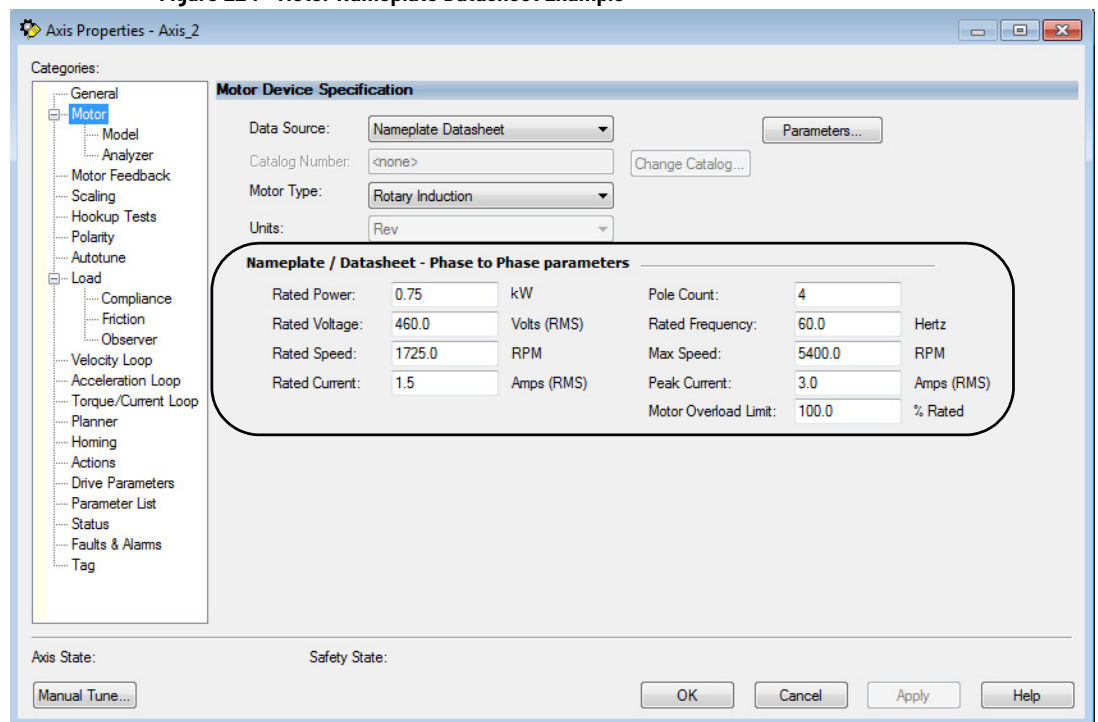 Axis Properties - Axis_2
Categories:
General
Motor
Model
Analyzer
Motor Feedback
Scaling
Hookup Tests
Polarity
Autotune
Load
Compliance
Friction
Observer
Velocity Loop
Acceleration Loop
Torque/Current Loop
Planner
Homing
Actions
Drive Parameters
Parameter List
Status
Faults & Alarms
Tag
Motor Device Specification
Data Source: Nameplate Datasheet Parameters...
Catalog Number: <none> Change Catalog...
Motor Type: Rotary Induction
Units: Rev
Nameplate / Datasheet - Phase to Phase parameters
Rated Power: 0.75 kW Pole Count: 4
Rated Voltage: 460.0 Volts (RMS) Rated Frequency: 60.0 Hertz
Rated Speed: 1725.0 RPM Max Speed: 5400.0 RPM
Rated Current: 1.5 Amps (RMS) Peak Current: 3.0 Amps (RMS)
Motor Overload Limit: 100.0 % Rated
Axis State: Safety State:
Manual Tune... OK Cancel Apply Help